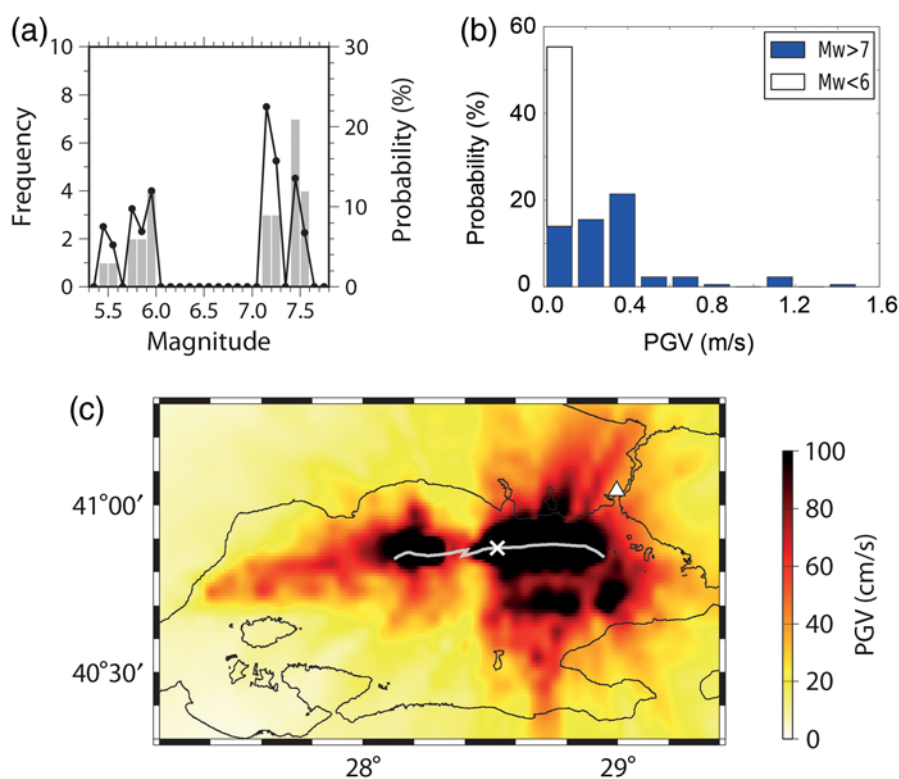 (a)
10
8
6
4
2
0
Frequency
30
20
10
0
Probability (%)
5.5 6.0 6.5 7.0 7.5
Magnitude
(b)
60
40
20
0
Probability (%)
Mw>7
Mw<6
0.0 0.4 0.8 1.2 1.6
PGV (m/s)
(c)
41°00′
40°30′
28° 29°
100
80
60
40
20
0
PGV (cm/s)